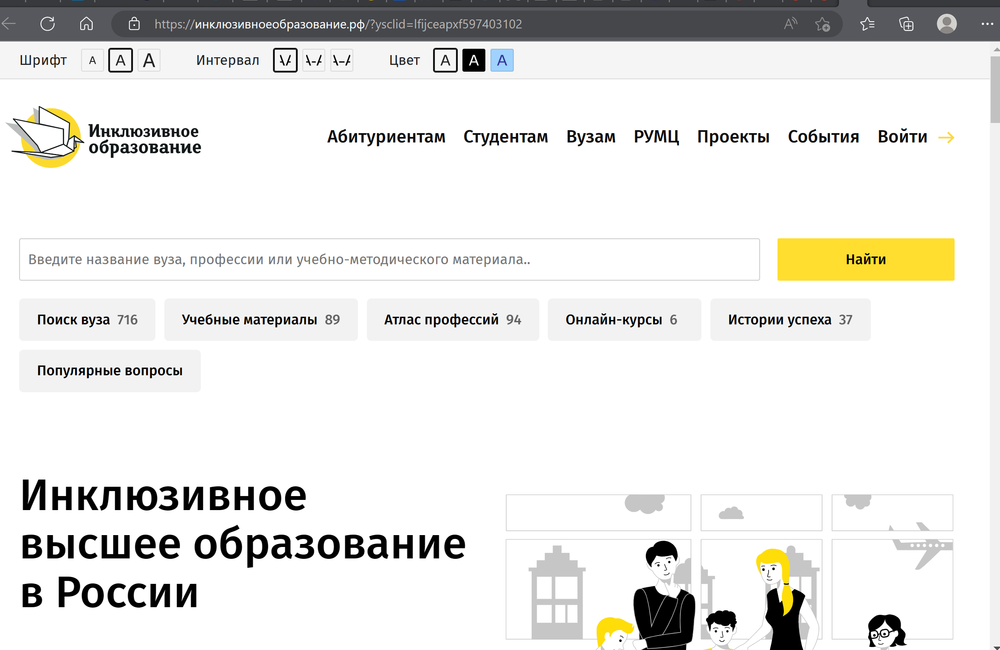 https://инклюзивноеобразование.рф/?ysclid=lfijceapxf597403102
Шрифт A A A Интервал Цвет A A A
Инклюзивное
образование
Абитуриентам Студентам Вузам РУМЦ Проекты События Войти →
Введите название вуза, профессии или учебно-методического материала..
Найти
Поиск вуза 716 Учебные материалы 89 Атлас профессий 94 Онлайн-курсы 6 Истории успеха 37
Популярные вопросы
Инклюзивное
высшее образование
в России